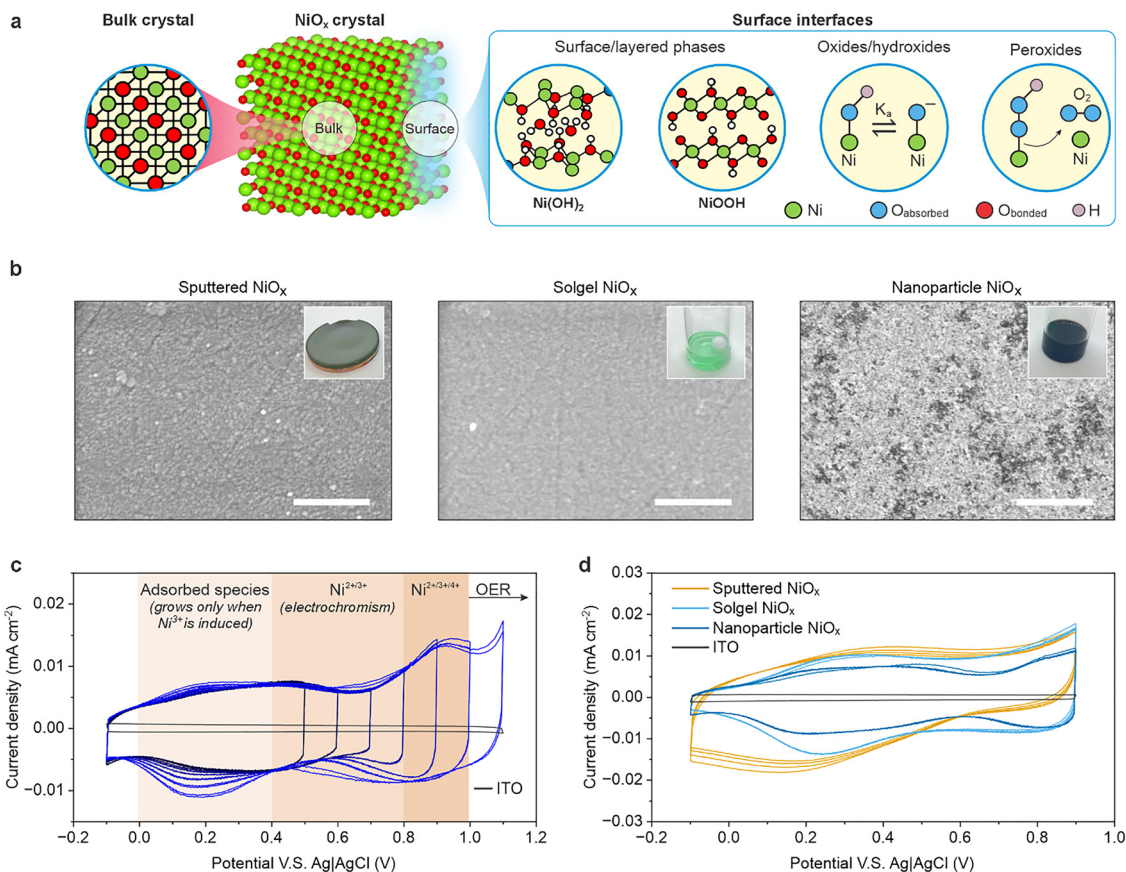 a
Bulk crystal
NiOx crystal
Surface interfaces
Surface/layered phases
Oxides/hydroxides
Peroxides
Bulk
Surface
Ka
−
O2
Ni
Ni
Ni
Ni(OH)2
NiOOH
Ni
Oabsorbed
Obonded
H
b
Sputtered NiOx
Solgel NiOx
Nanoparticle NiOx
c
Adsorbed species
(grows only when
Ni3+ is induced)
Ni2+/3+
(electrochromism)
Ni2+/3+/4+
OER
ITO
Current density (mA cm-2)
0.02
0.01
0.00
−0.01
−0.2
0.0
0.2
0.4
0.6
0.8
1.0
1.2
Potential V.S. Ag|AgCl (V)
d
Sputtered NiOx
Solgel NiOx
Nanoparticle NiOx
ITO
Current density (mA cm-2)
0.03
0.02
0.01
0.00
−0.01
−0.02
−0.03
0.0
0.2
0.4
0.6
0.8
1.0
Potential V.S. Ag|AgCl (V)